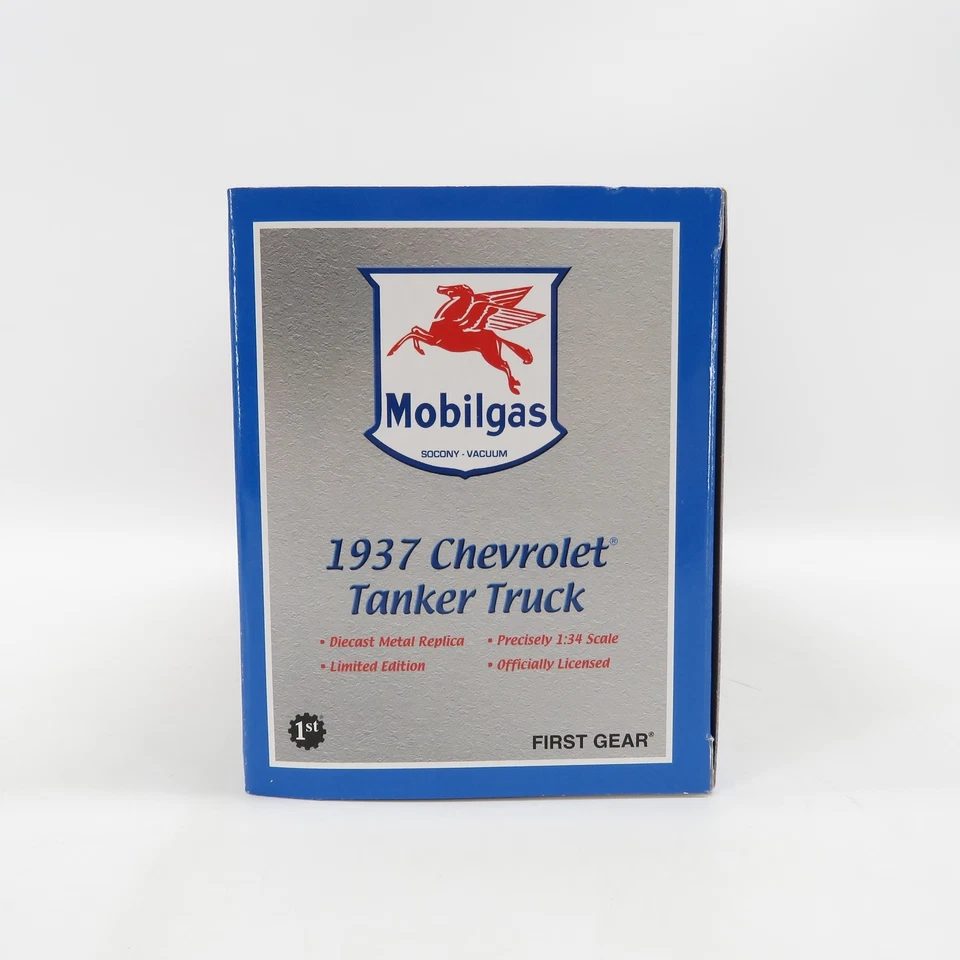 Mobilgas
SOCONY - VACUUM
1937 Chevrolet®
Tanker Truck
• Diecast Metal Replica • Precisely 1:34 Scale
• Limited Edition • Officially Licensed
1st
FIRST GEAR®